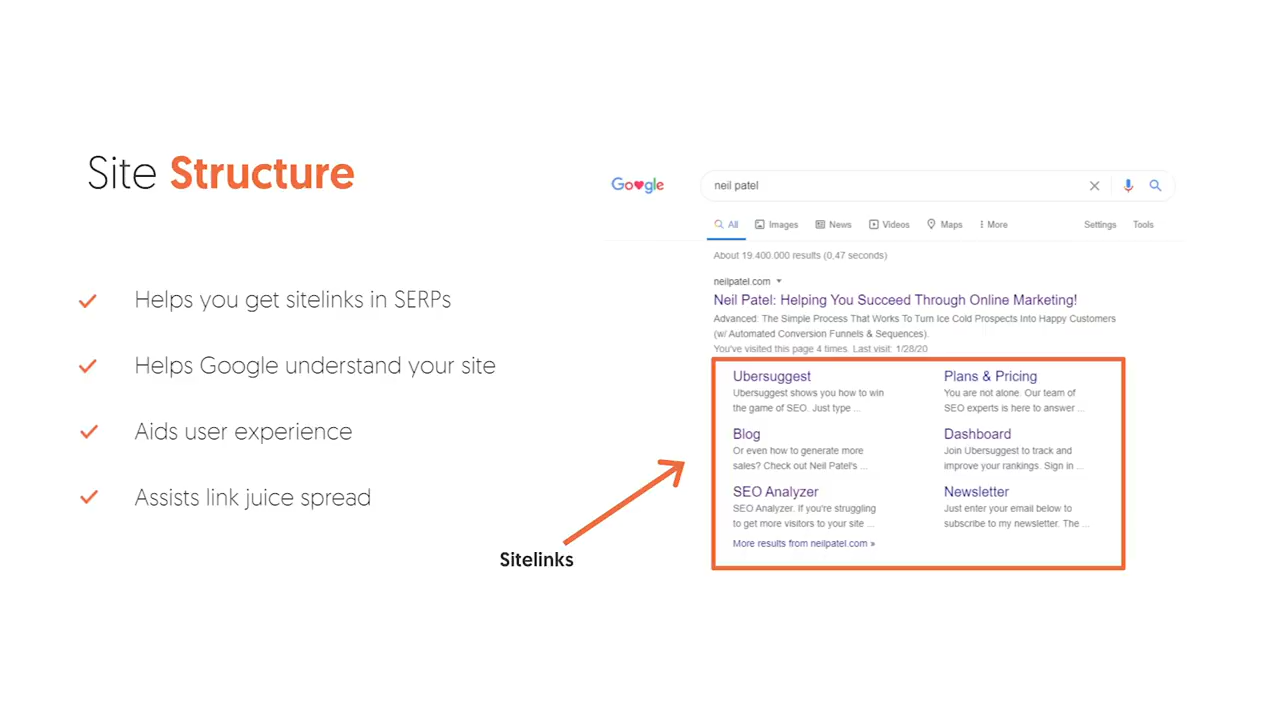 Site Structure
Helps you get sitelinks in SERPs
Helps Google understand your site
Aids user experience
Assists link juice spread
Sitelinks
Go♥gle
neil patel
All Images News Videos Maps More Settings Tools
About 19.400.000 results (0,47 seconds)
neilpatel.com
Neil Patel: Helping You Succeed Through Online Marketing!
Advanced: The Simple Process That Works To Turn Ice Cold Prospects Into Happy Customers
(w/ Automated Conversion Funnels & Sequences).
You've visited this page 4 times. Last visit: 1/28/20
Ubersuggest
Ubersuggest shows you how to win
the game of SEO. Just type ...
Plans & Pricing
You are not alone. Our team of
SEO experts is here to answer ...
Blog
Or even how to generate more
sales? Check out Neil Patel's ...
Dashboard
Join Ubersuggest to track and
improve your rankings. Sign in ...
SEO Analyzer
SEO Analyzer. If you're struggling
to get more visitors to your site ...
Newsletter
Just enter your email below to
subscribe to my newsletter. The ...
More results from neilpatel.com »